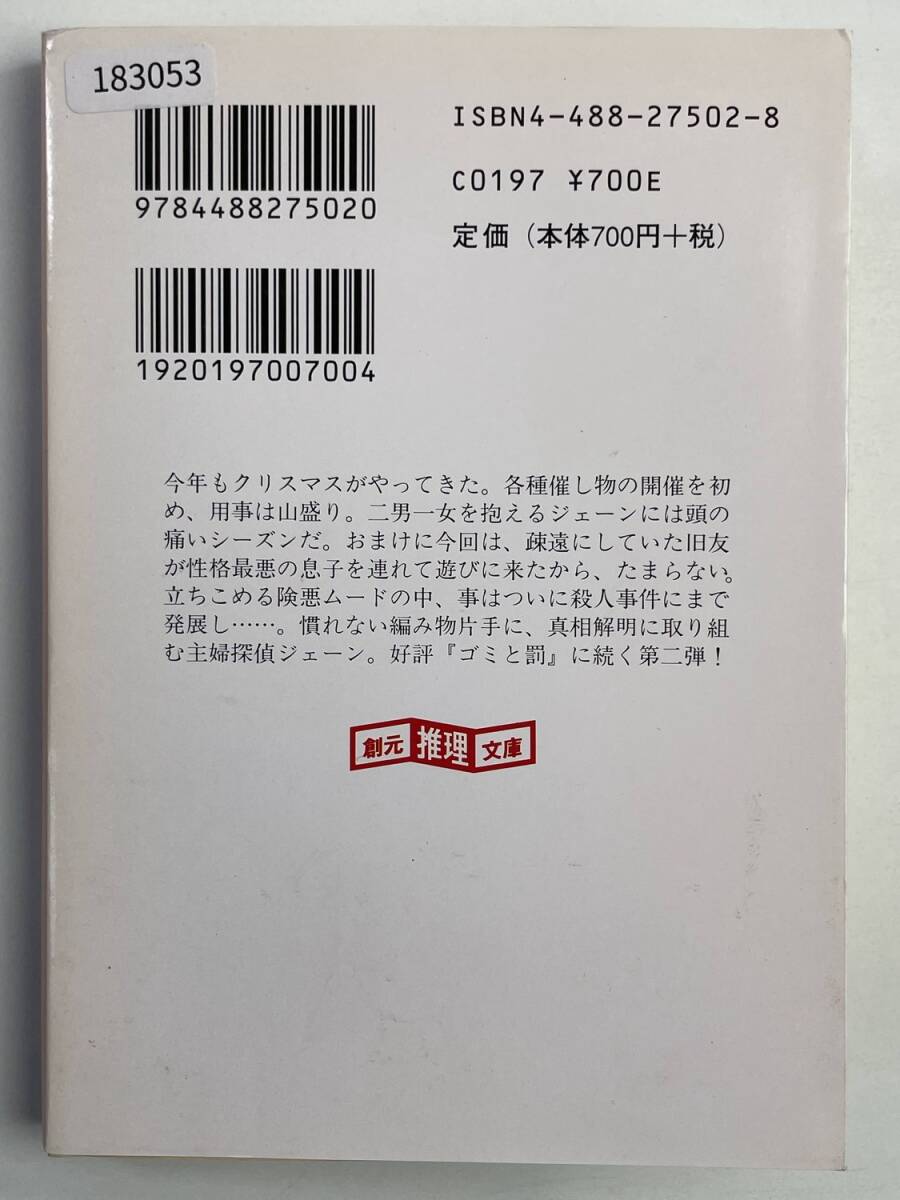 183053
ISBN4-488-27502-8
9784488275020
C0197 ¥700E
定価（本体700円+税）
1920197007004
今年もクリスマスがやってきた。各種催し物の開催を初
め、用事は山盛り。二男一女を抱えるジェーンには頭の
痛いシーズンだ。おまけに今回は、疎遠にしていた旧友
が性格最悪の息子を連れて遊びに来たから、たまらない。
立ちこめる険悪ムードの中、事はついに殺人事件にまで
発展し……。慣れない編み物片手に、真相解明に取り組
む主婦探偵ジェーン。好評『ゴミと罰』に続く第二弾！
創元推理文庫